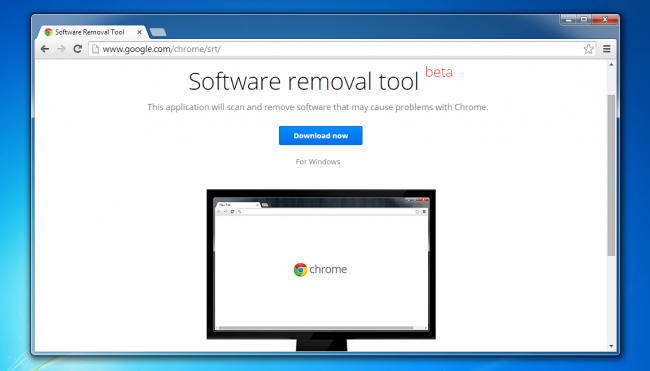 Software Removal Tool
www.google.com/chrome/srt/
Software removal tool beta
This application will scan and remove software that may cause problems with Chrome.
Download now
For Windows
New Tab
chrome